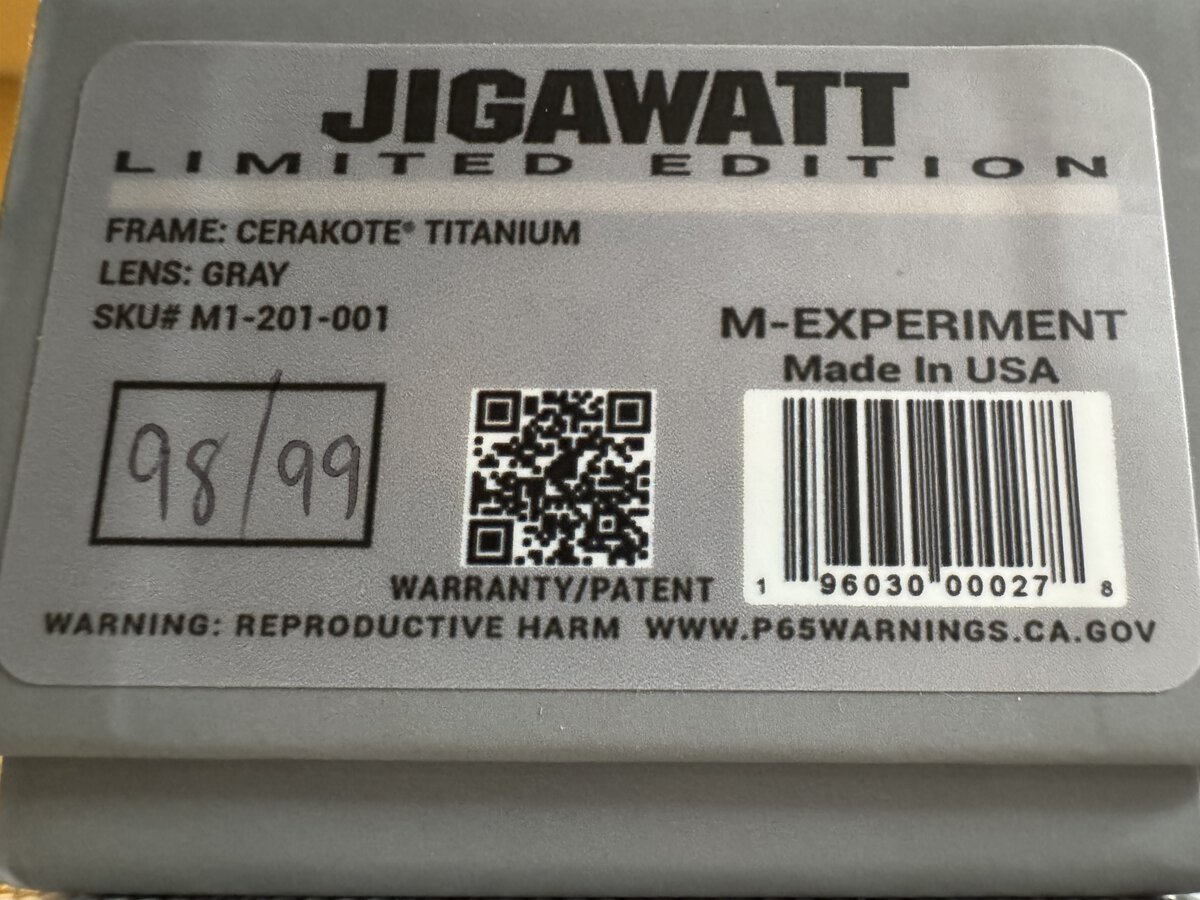 JIGAWATT
LIMITED EDITION
FRAME: CERAKOTE® TITANIUM
LENS: GRAY
SKU# M1-201-001
98/99
WARRANTY/PATENT
M-EXPERIMENT
Made In USA
1 96030 00027 8
WARNING: REPRODUCTIVE HARM WWW.P65WARNINGS.CA.GOV